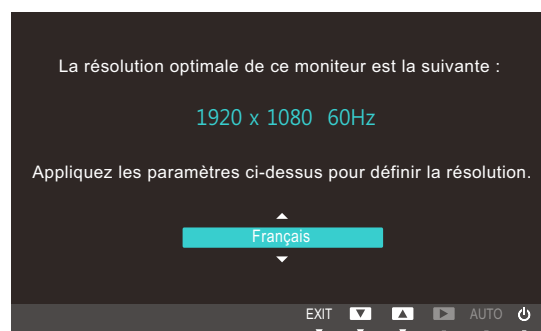 La résolution optimale de ce moniteur est la suivante :
1920 x 1080 60Hz
Appliquez les paramètres ci-dessus pour définir la résolution.
Français
EXIT AUTO